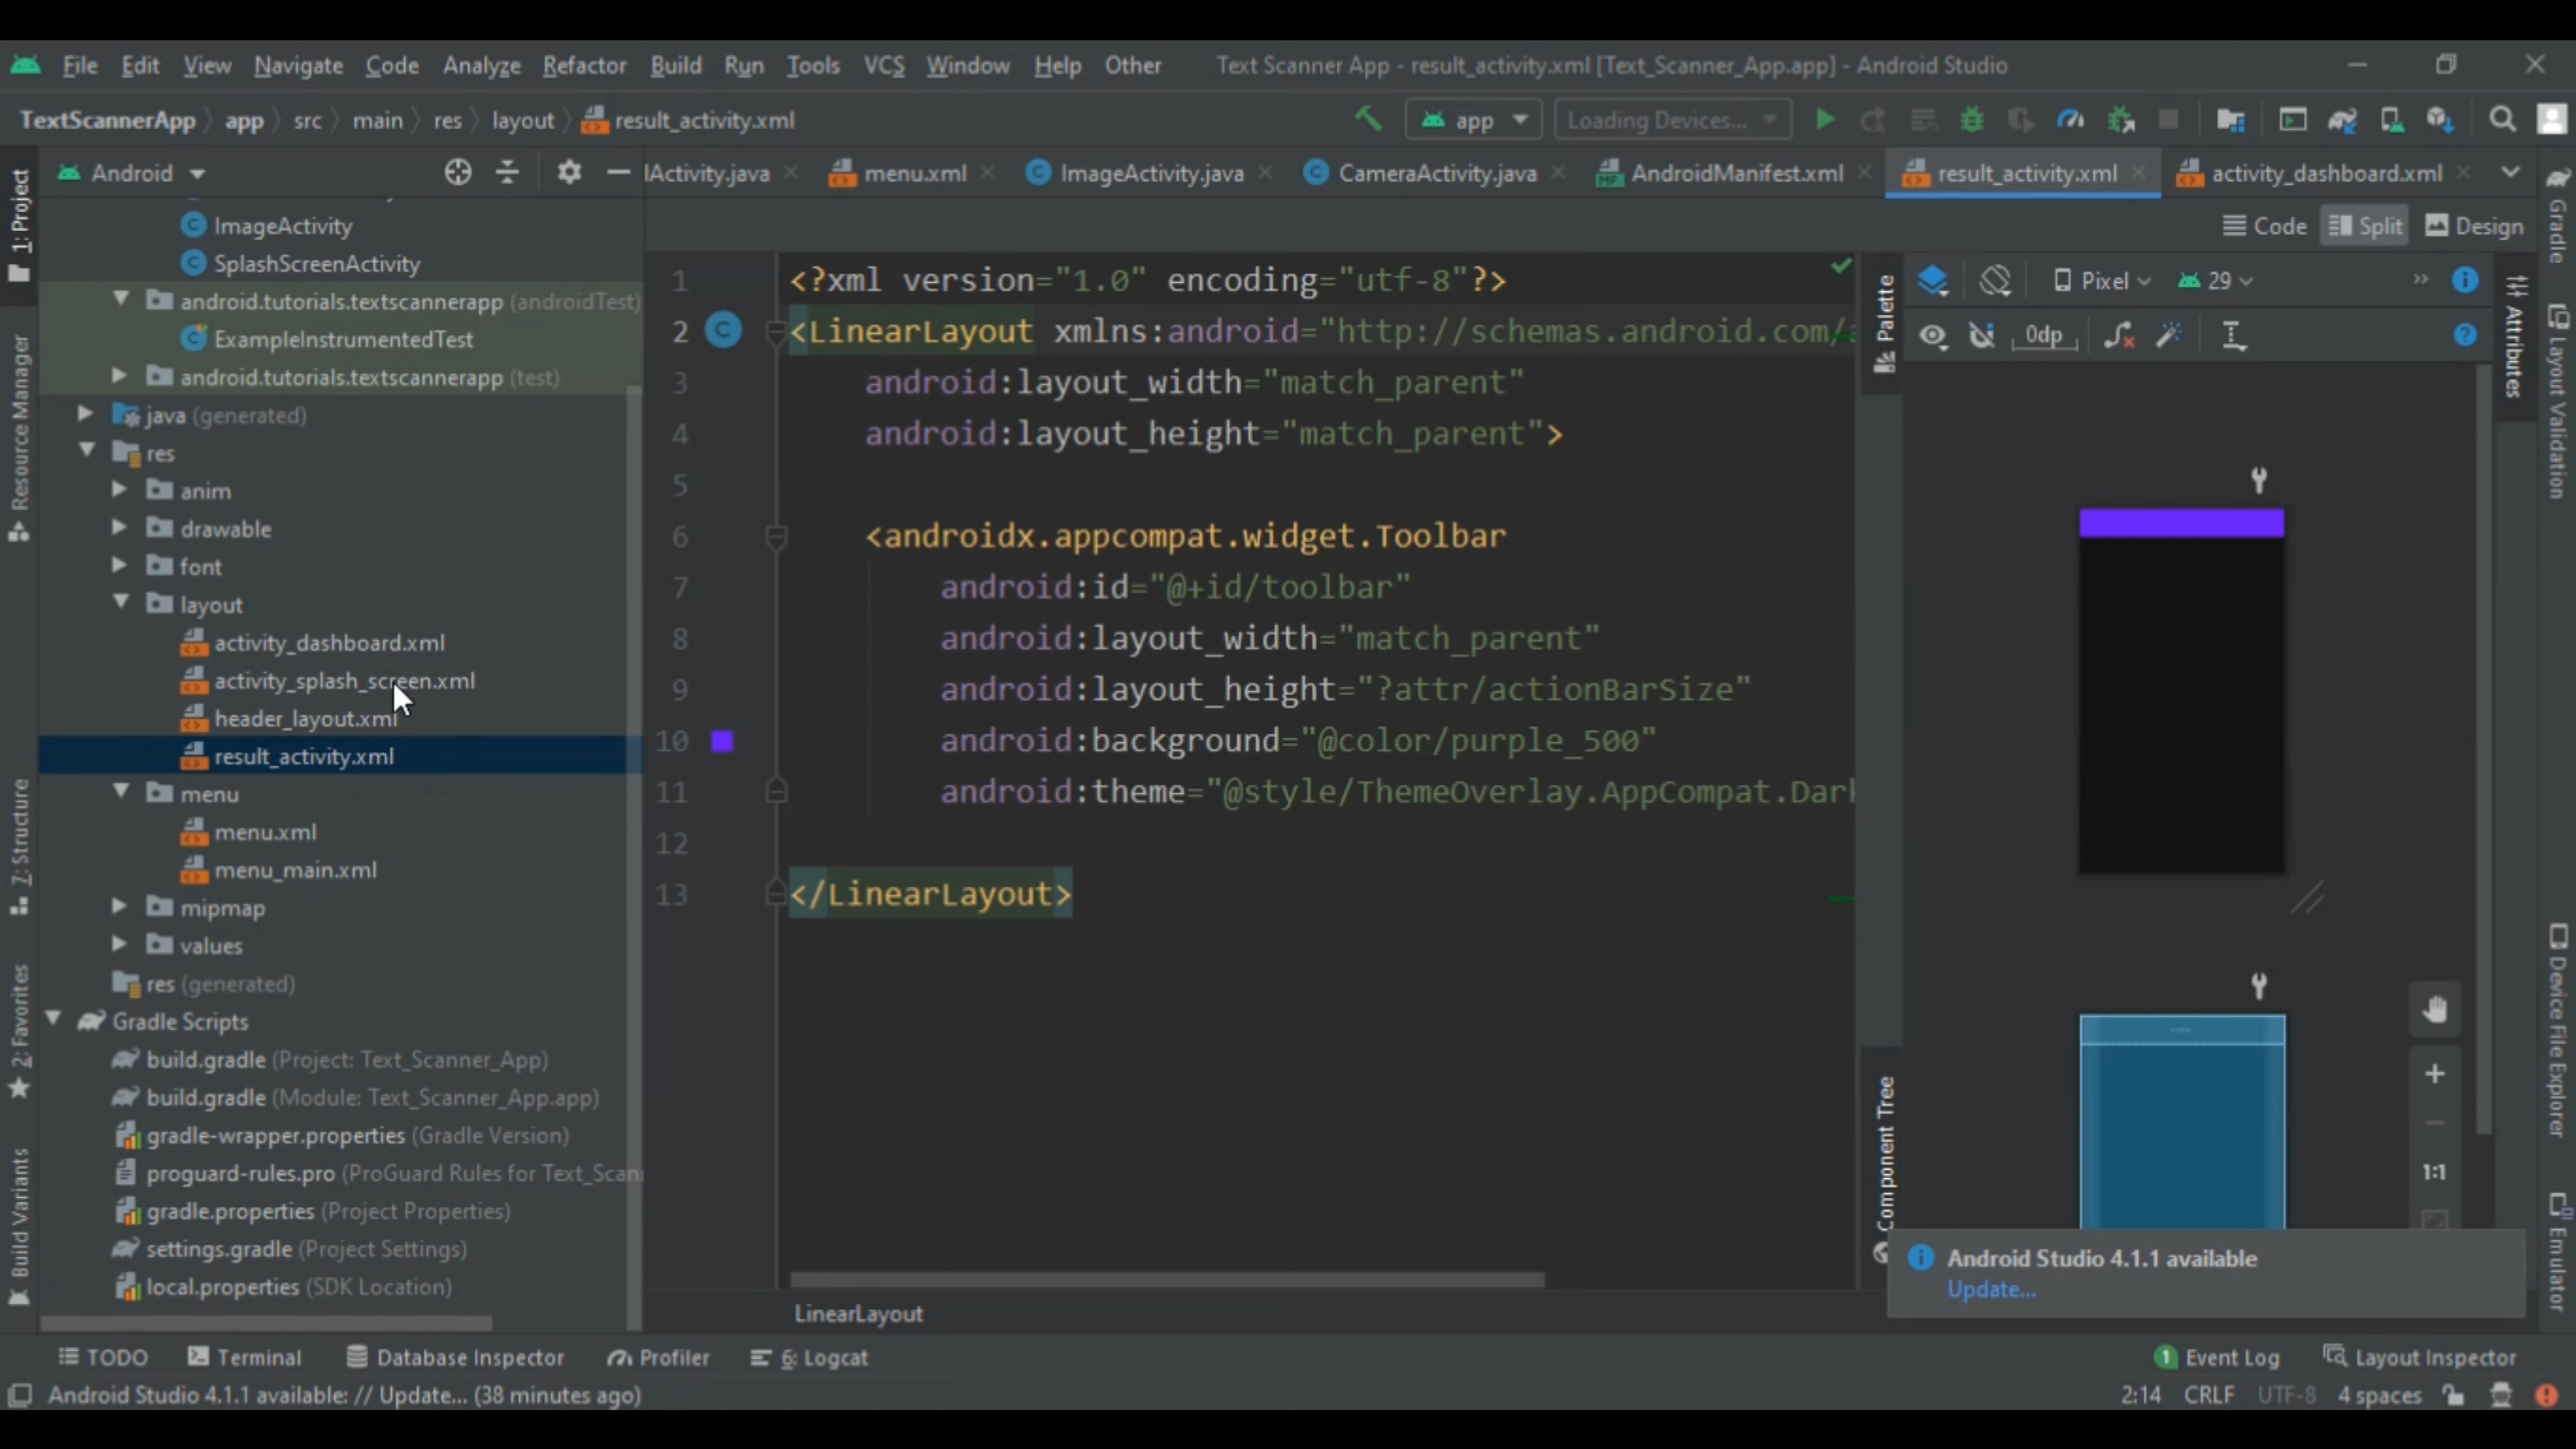 File Edit View Navigate Code Analyze Refactor Build Run Tools VCS Window Help Other Text Scanner App - result_activity.xml [Text_Scanner_App.app] - Android Studio
TextScannerApp app src main res layout result_activity.xml app Loading Devices...
Android
lActivity.java menu.xml ImageActivity.java CameraActivity.java AndroidManifest.xml result_activity.xml activity_dashboard.xml
Code Split Design
1: Project
Resource Manager
7: Structure
2: Favorites
Build Variants
ImageActivity
SplashScreenActivity
android.tutorials.textscannerapp (androidTest)
ExampleInstrumentedTest
android.tutorials.textscannerapp (test)
java (generated)
res
anim
drawable
font
layout
activity_dashboard.xml
activity_splash_screen.xml
header_layout.xml
result_activity.xml
menu
menu.xml
menu_main.xml
mipmap
values
res (generated)
Gradle Scripts
build.gradle (Project: Text_Scanner_App)
build.gradle (Module: Text_Scanner_App.app)
gradle-wrapper.properties (Gradle Version)
proguard-rules.pro (ProGuard Rules for Text_Scan
gradle.properties (Project Properties)
settings.gradle (Project Settings)
local.properties (SDK Location)
1 <?xml version="1.0" encoding="utf-8"?>
2 <LinearLayout xmlns:android="http://schemas.android.com/
3 android:layout_width="match_parent"
4 android:layout_height="match_parent">
5
6 <androidx.appcompat.widget.Toolbar
7 android:id="@+id/toolbar"
8 android:layout_width="match_parent"
9 android:layout_height="?attr/actionBarSize"
10 android:background="@color/purple_500"
11 android:theme="@style/ThemeOverlay.AppCompat.Dark
12
13 </LinearLayout>
LinearLayout
Palette
Component Tree
Pixel 29
0dp
1:1
Attributes
Gradle
Layout Validation
Device File Explorer
Emulator
Android Studio 4.1.1 available
Update...
TODO Terminal Database Inspector Profiler 6: Logcat 1 Event Log Layout Inspector
Android Studio 4.1.1 available: // Update... (38 minutes ago) 2:14 CRLF UTF-8 4 spaces